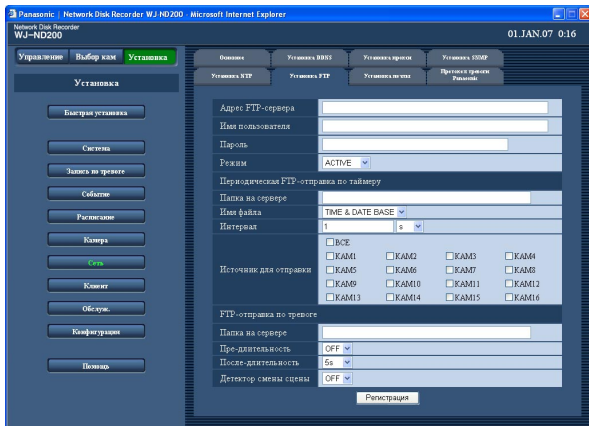 Panasonic | Network Disk Recorder WJ-ND200 - Microsoft Internet Explorer
Network Disk Recorder
WJ-ND200
01.JAN.07 0:16
Управление Выбор кам Установка
Установка
Быстрая установка
Система
Запись по тревоге
Событие
Расписание
Камера
Сеть
Клиент
Обслуж.
Конфигурация
Помощь
Основное Установка DDNS Установка прокси Установка SNMP
Установка NTP Установка FTP Установка почты Протокол тревоги Panasonic
Адрес FTP-сервера
Имя пользователя
Пароль
Режим ACTIVE
Периодическая FTP-отправка по таймеру
Папка на сервере
Имя файла TIME & DATE BASE
Интервал 1 s
ВСЕ
Источник для отправки
КАМ1 КАМ2 КАМ3 КАМ4
КАМ5 КАМ6 КАМ7 КАМ8
КАМ9 КАМ10 КАМ11 КАМ12
КАМ13 КАМ14 КАМ15 КАМ16
FTP-отправка по тревоге
Папка на сервере
Пре-длительность OFF
После-длительность 5s
Детектор смены сцены OFF
Регистрация